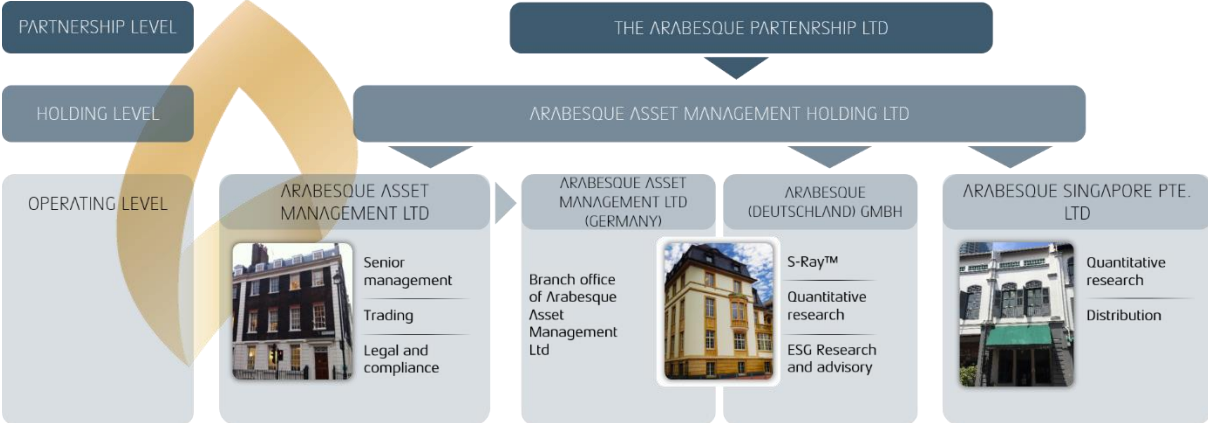 PARTNERSHIP LEVEL
THE ARABESQUE PARTENRSHIP LTD
HOLDING LEVEL
ARABESQUE ASSET MANAGEMENT HOLDING LTD
OPERATING LEVEL
ARABESQUE ASSET
MANAGEMENT LTD
Senior
management
Trading
Legal and
compliance
ARABESQUE ASSET
MANAGEMENT LTD
(GERMANY)
Branch office
of Arabesque
Asset
Management
Ltd
ARABESQUE
(DEUTSCHLAND) GMBH
S-Ray™
Quantitative
research
ESG Research
and advisory
ARABESQUE SINGAPORE PTE.
LTD
Quantitative
research
Distribution